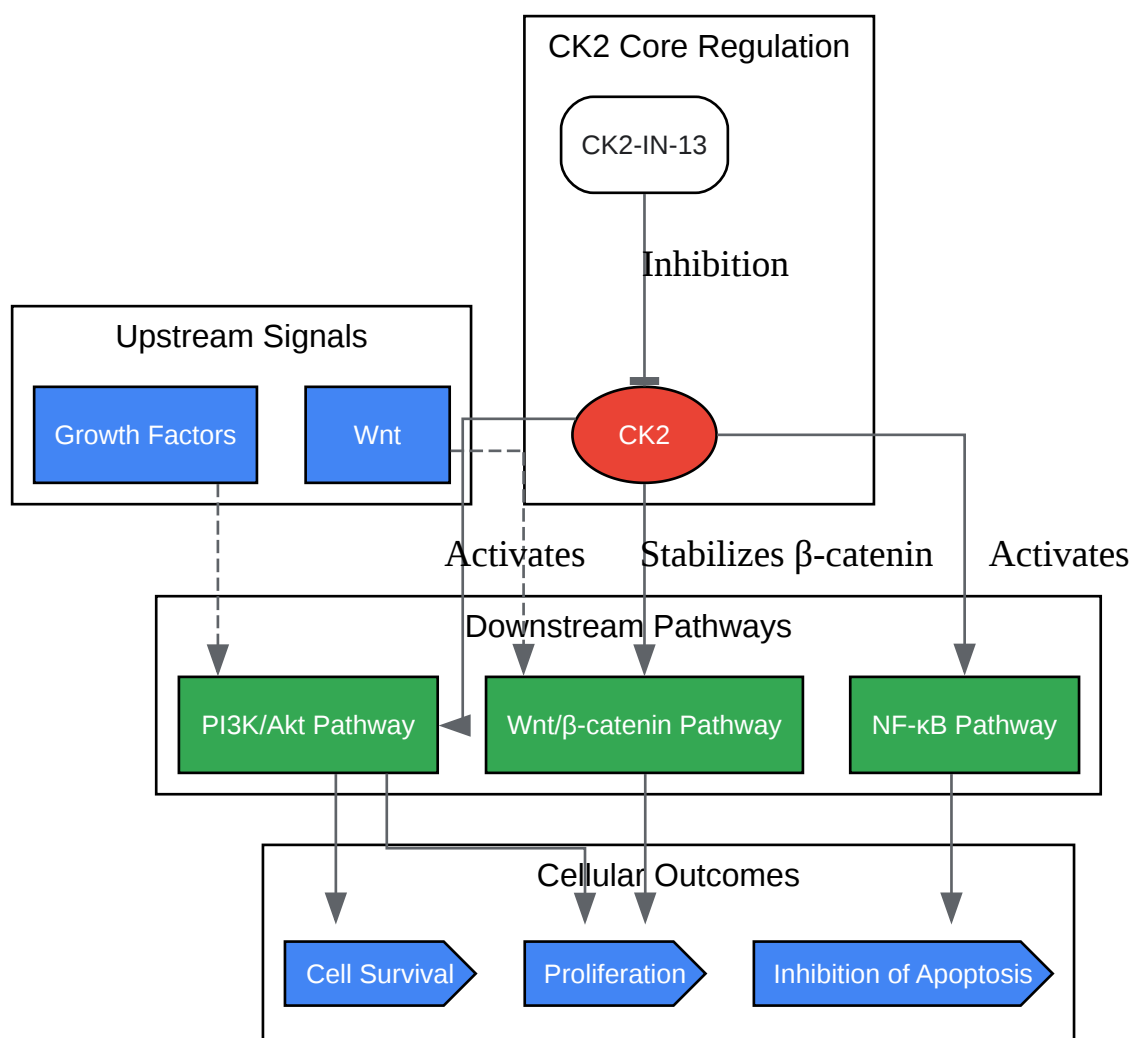 CK2 Core Regulation
CK2-IN-13
Inhibition
Upstream Signals
Growth Factors
Wnt
CK2
Activates
Stabilizes β-catenin
Activates
Downstream Pathways
PI3K/Akt Pathway
Wnt/β-catenin Pathway
NF-κB Pathway
Cellular Outcomes
Cell Survival
Proliferation
Inhibition of Apoptosis